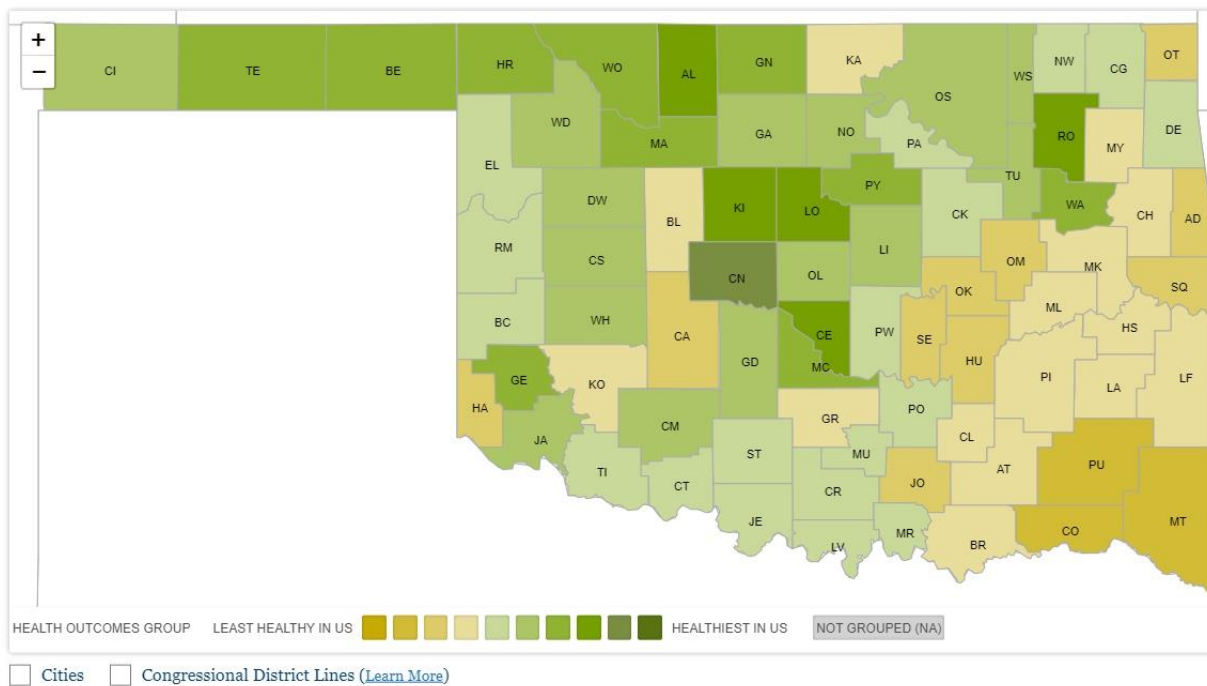 +
−
CI TE BE HR WO AL GN KA OS WS NW CG OT
EL WD MA GA NO PA TU RO MY DE
RM DW BL KI LO PY CK WA CH AD
CS CN OL LI OM MK SQ
BC WH CA GD CE MC PW SE OK HU ML HS
HA GE KO GR PO PI LA LF
JA CM ST MU CL AT PU
TI CT JE CR LV MR JO BR CO MT
HEALTH OUTCOMES GROUP LEAST HEALTHY IN US HEALTHIEST IN US NOT GROUPED (NA)
Cities Congressional District Lines (Learn More)